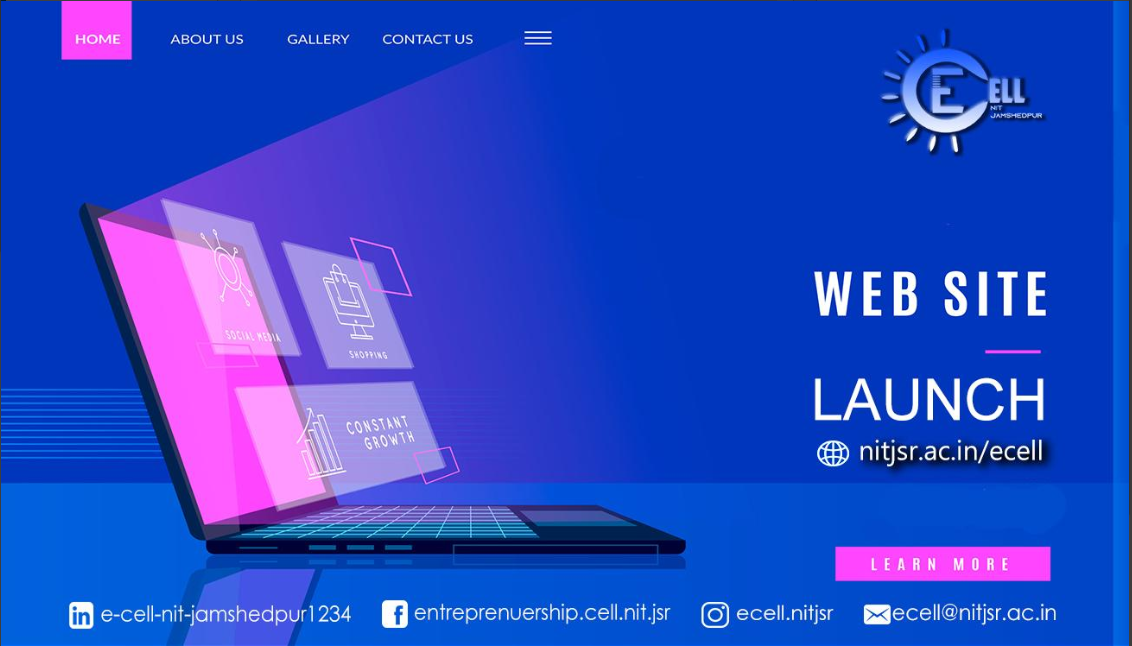 HOME ABOUT US GALLERY CONTACT US
E CELL
NIT
JAMSHEDPUR
SOCIAL MEDIA
SHOPPING
CONSTANT
GROWTH
WEB SITE
LAUNCH
nitjsr.ac.in/ecell
LEARN MORE
in e-cell-nit-jamshedpur1234 f entreprenuership.cell.nit.jsr ecell.nitjsr ecell@nitjsr.ac.in